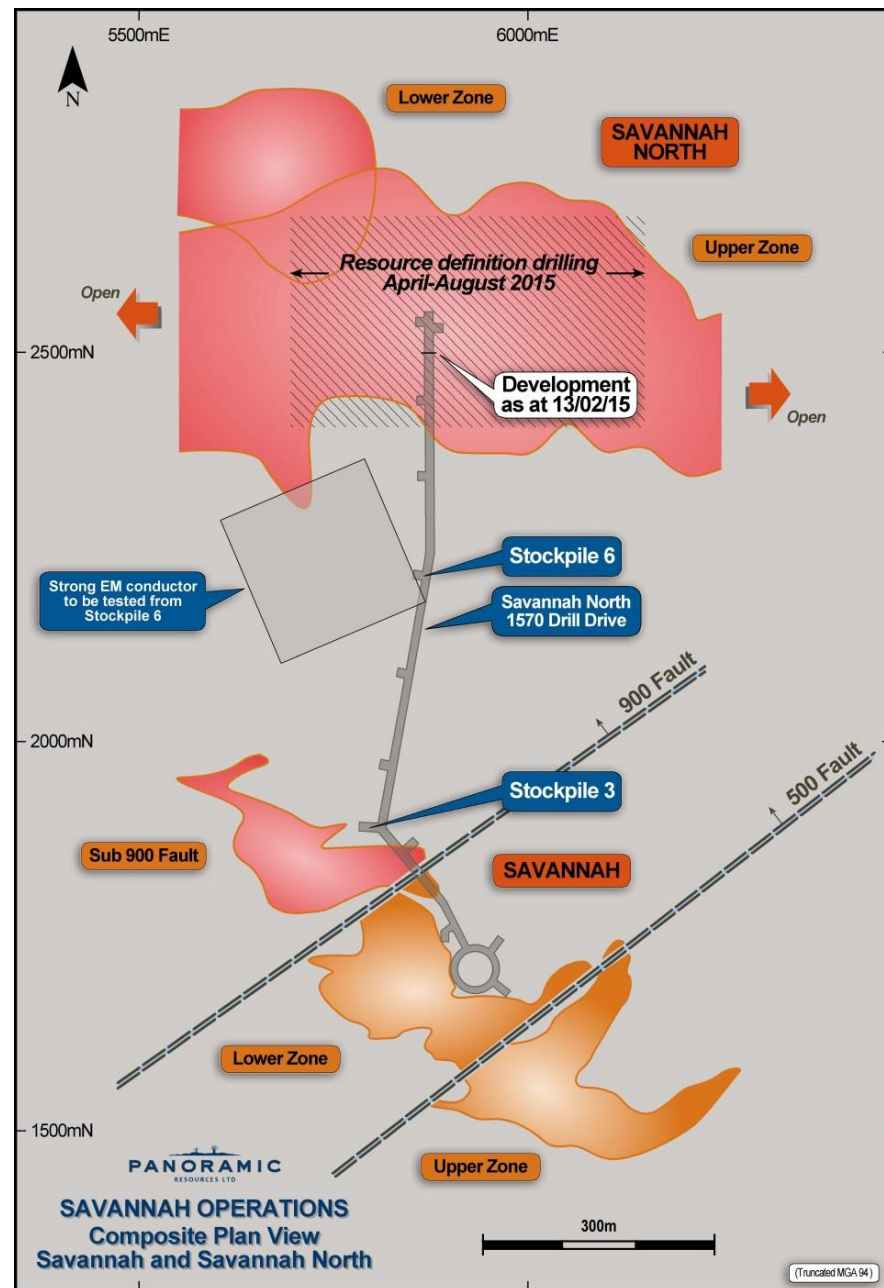 5500mE
6000mE
N
Lower Zone
SAVANNAH
NORTH
Upper Zone
Resource definition drilling
April-August 2015
Open
2500mN
Development
as at 13/02/15
Open
Stockpile 6
Strong EM conductor
to be tested from
Stockpile 6
Savannah North
1570 Drill Drive
900 Fault
2000mN
500 Fault
Stockpile 3
Sub 900 Fault
SAVANNAH
Lower Zone
1500mN
Upper Zone
PANORAMIC
RESOURCES LTD
SAVANNAH OPERATIONS
Composite Plan View
Savannah and Savannah North
300m
(Truncated MGA 94)